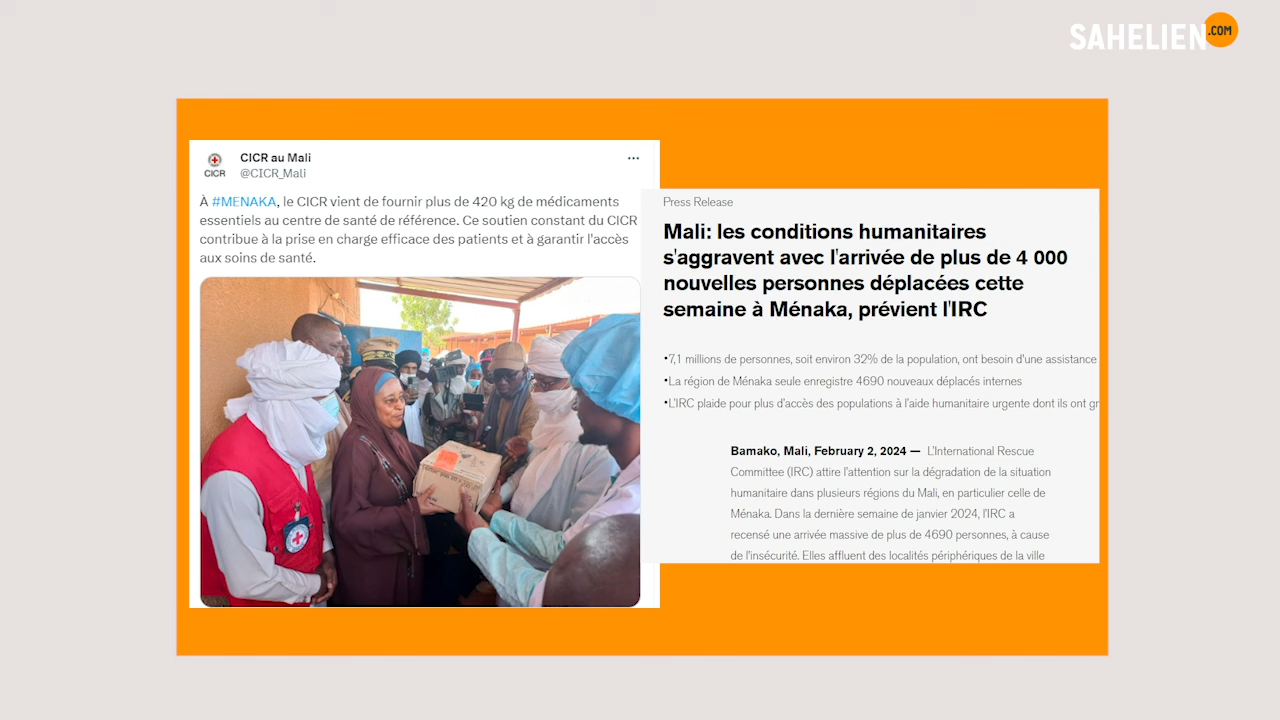 SAHELIEN.COM
CICR au Mali
CICR
@CICR_Mali
À #MENAKA, le CICR vient de fournir plus de 420 kg de médicaments
essentiels au centre de santé de référence. Ce soutien constant du CICR
contribue à la prise en charge efficace des patients et à garantir l'accès
aux soins de santé.
Press Release
Mali: les conditions humanitaires
s'aggravent avec l'arrivée de plus de 4 000
nouvelles personnes déplacées cette
semaine à Ménaka, prévient l'IRC
•7,1 millions de personnes, soit environ 32% de la population, ont besoin d'une assistance
•La région de Ménaka seule enregistre 4690 nouveaux déplacés internes
•L'IRC plaide pour plus d'accès des populations à l'aide humanitaire urgente dont ils ont gr
Bamako, Mali, February 2, 2024 — L'International Rescue
Committee (IRC) attire l'attention sur la dégradation de la situation
humanitaire dans plusieurs régions du Mali, en particulier celle de
Ménaka. Dans la dernière semaine de janvier 2024, l'IRC a
recensé une arrivée massive de plus de 4690 personnes, à cause
de l'insécurité. Elles affluent des localités périphériques de la ville